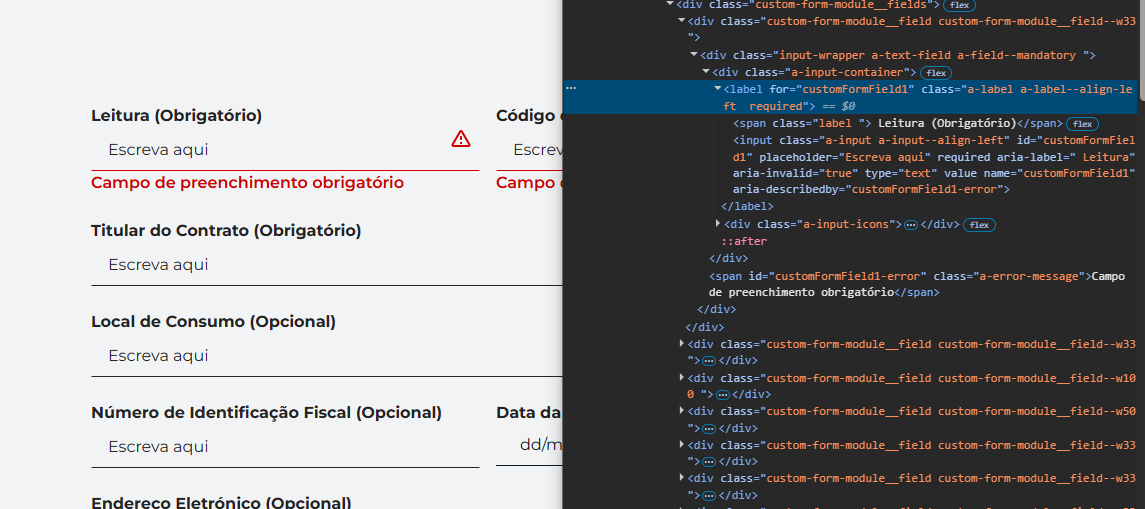 Leitura (Obrigatório)
Código
Escreva aqui
Campo de preenchimento obrigatório
Titular do Contrato (Obrigatório)
Escreva aqui
Local de Consumo (Opcional)
Escreva aqui
Número de Identificação Fiscal (Opcional)
Data da
Escreva aqui
dd/m
Endereço Eletrónico (Opcional)
<div class="custom-form-module__fields"> flex
<div class="custom-form-module__field custom-form-module__field--w33
">
<div class="input-wrapper a-text-field a-field--mandatory ">
<div class="a-input-container"> flex
<label for="customFormField1" class="a-label a-label--align-le
ft  required"> == $0
<span class="label "> Leitura (Obrigatório)</span> flex
<input class="a-input a-input--align-left" id="customFormFiel
d1" placeholder="Escreva aqui" required aria-label=" Leitura"
aria-invalid="true" type="text" value name="customFormField1"
aria-describedby="customFormField1-error">
</label>
<div class="a-input-icons"> … </div> flex
::after
</div>
<span id="customFormField1-error" class="a-error-message">Campo
de preenchimento obrigatório</span>
</div>
</div>
<div class="custom-form-module__field custom-form-module__field--w33
"> … </div>
<div class="custom-form-module__field custom-form-module__field--w10
0 "> … </div>
<div class="custom-form-module__field custom-form-module__field--w50
"> … </div>
<div class="custom-form-module__field custom-form-module__field--w33
"> … </div>
<div class="custom-form-module__field custom-form-module__field--w33
"> … </div>